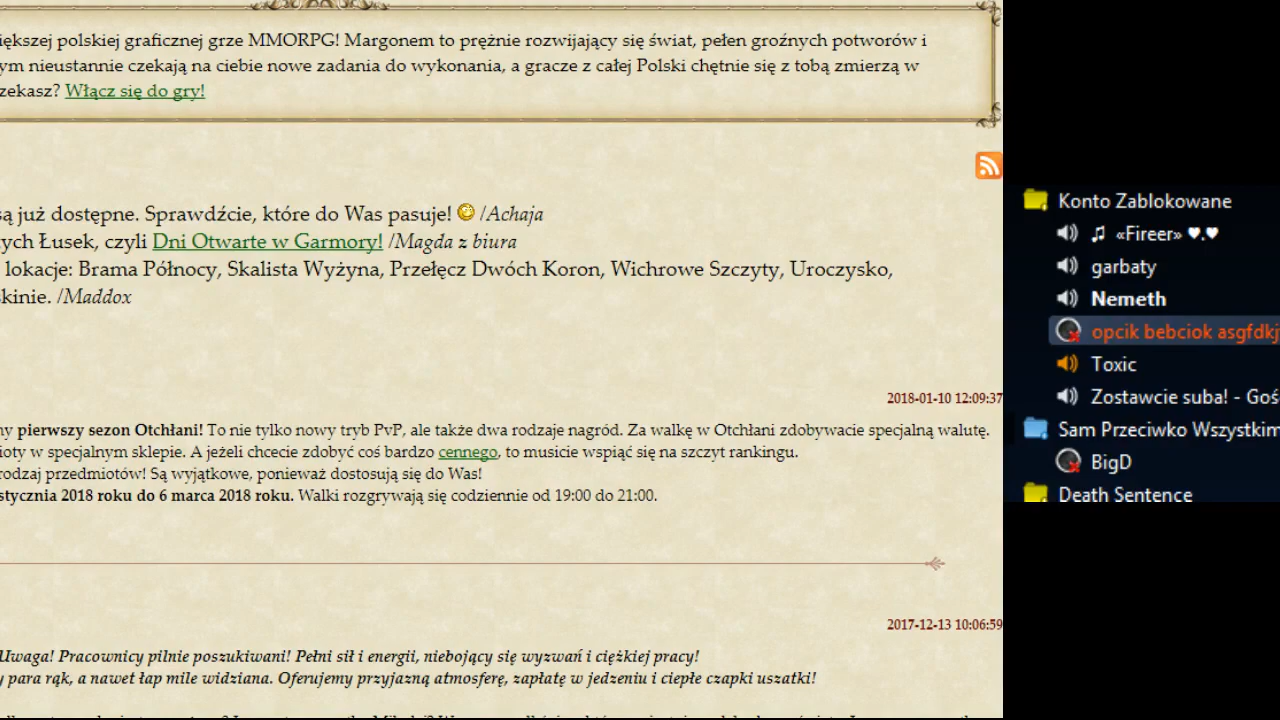 iększej polskiej graficznej grze MMORPG! Margonem to prężnie rozwijający się świat, pełen groźnych potworów i
ym nieustannie czekają na ciebie nowe zadania do wykonania, a gracze z całej Polski chętnie się z tobą zmierzą w
zekasz? Włącz się do gry!
są już dostępne. Sprawdźcie, które do Was pasuje! /Achaja
ych Łusek, czyli Dni Otwarte w Garmory! /Magda z biura
lokacje: Brama Północy, Skalista Wyżyna, Przełęcz Dwóch Koron, Wichrowe Szczyty, Uroczysko,
skinie. /Maddox
2018-01-10 12:09:37
ny pierwszy sezon Otchłani! To nie tylko nowy tryb PvP, ale także dwa rodzaje nagród. Za walkę w Otchłani zdobywacie specjalną walutę.
ioty w specjalnym sklepie. A jeżeli chcecie zdobyć coś bardzo cennego, to musicie wspiąć się na szczyt rankingu.
rodzaj przedmiotów! Są wyjątkowe, ponieważ dostosują się do Was!
stycznia 2018 roku do 6 marca 2018 roku. Walki rozgrywają się codziennie od 19:00 do 21:00.
2017-12-13 10:06:59
Uwaga! Pracownicy pilnie poszukiwani! Pełni sił i energii, niebojący się wyzwań i ciężkiej pracy!
y para rąk, a nawet łap mile widziana. Oferujemy przyjazną atmosferę, zapłatę w jedzeniu i ciepłe czapki uszatki!
Konto Zablokowane
♫ «Fireer» ♥.♥
garbaty
Nemeth
opcik bebciok asgfdkj
Toxic
Zostawcie suba! - Goś
Sam Przeciwko Wszystkim
BigD
Death Sentence